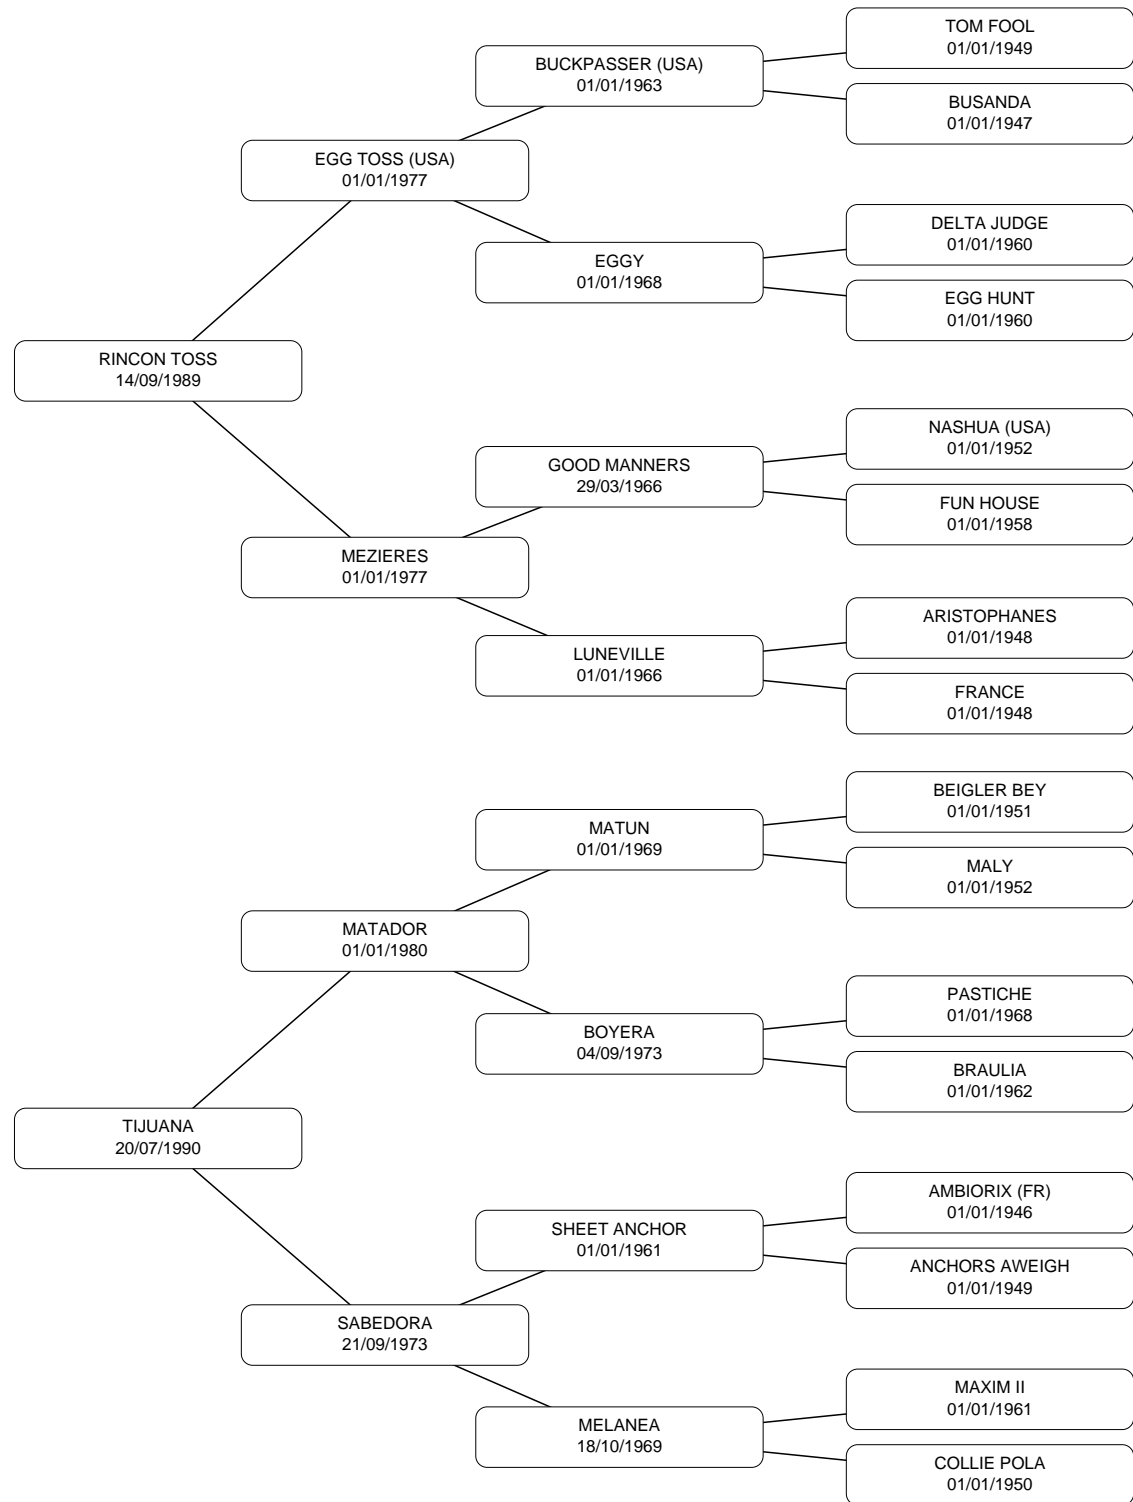 TOM FOOL
01/01/1949
BUCKPASSER (USA)
01/01/1963
BUSANDA
01/01/1947
EGG TOSS (USA)
01/01/1977
DELTA JUDGE
01/01/1960
EGGY
01/01/1968
EGG HUNT
01/01/1960
RINCON TOSS
14/09/1989
NASHUA (USA)
01/01/1952
GOOD MANNERS
29/03/1966
FUN HOUSE
01/01/1958
MEZIERES
01/01/1977
ARISTOPHANES
01/01/1948
LUNEVILLE
01/01/1966
FRANCE
01/01/1948
BEIGLER BEY
01/01/1951
MATUN
01/01/1969
MALY
01/01/1952
MATADOR
01/01/1980
PASTICHE
01/01/1968
BOYERA
04/09/1973
BRAULIA
01/01/1962
TIJUANA
20/07/1990
AMBIORIX (FR)
01/01/1946
SHEET ANCHOR
01/01/1961
ANCHORS AWEIGH
01/01/1949
SABEDORA
21/09/1973
MAXIM II
01/01/1961
MELANEA
18/10/1969
COLLIE POLA
01/01/1950